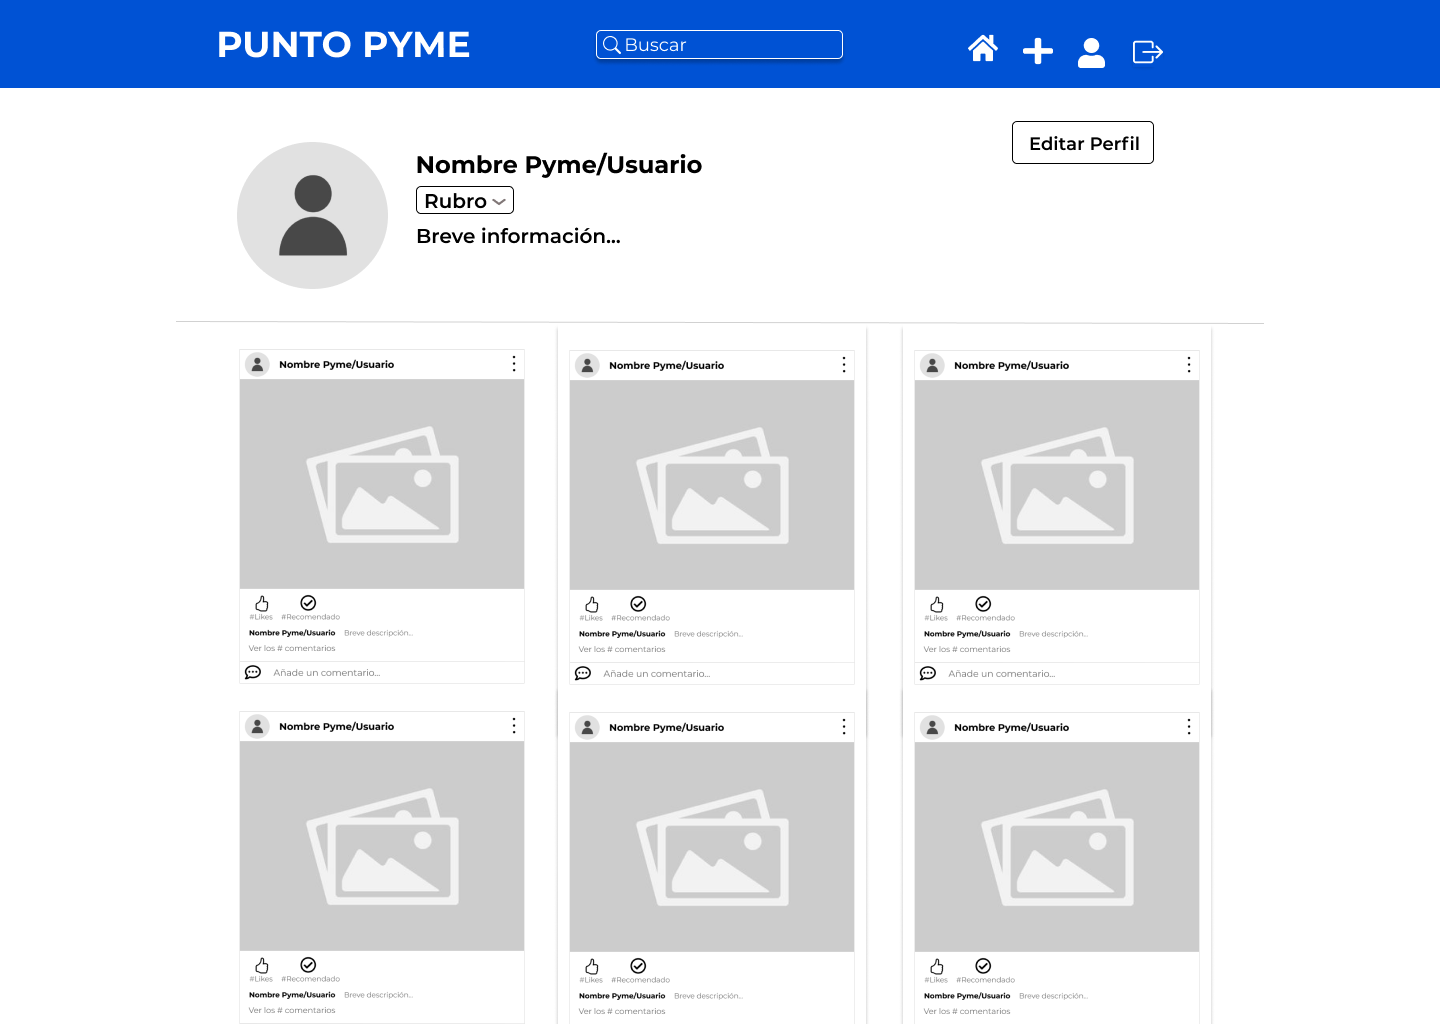 PUNTO PYME
Buscar
Editar Perfil
Nombre Pyme/Usuario
Rubro
Breve información...
Nombre Pyme/Usuario
#Likes #Recomendado
Nombre Pyme/Usuario Breve descripción...
Ver los # comentarios
Añade un comentario...
Nombre Pyme/Usuario
#Likes #Recomendado
Nombre Pyme/Usuario Breve descripción...
Ver los # comentarios
Añade un comentario...
Nombre Pyme/Usuario
#Likes #Recomendado
Nombre Pyme/Usuario Breve descripción...
Ver los # comentarios
Añade un comentario...
Nombre Pyme/Usuario
#Likes #Recomendado
Nombre Pyme/Usuario Breve descripción...
Ver los # comentarios
Nombre Pyme/Usuario
#Likes #Recomendado
Nombre Pyme/Usuario Breve descripción...
Ver los # comentarios
Nombre Pyme/Usuario
#Likes #Recomendado
Nombre Pyme/Usuario Breve descripción...
Ver los # comentarios